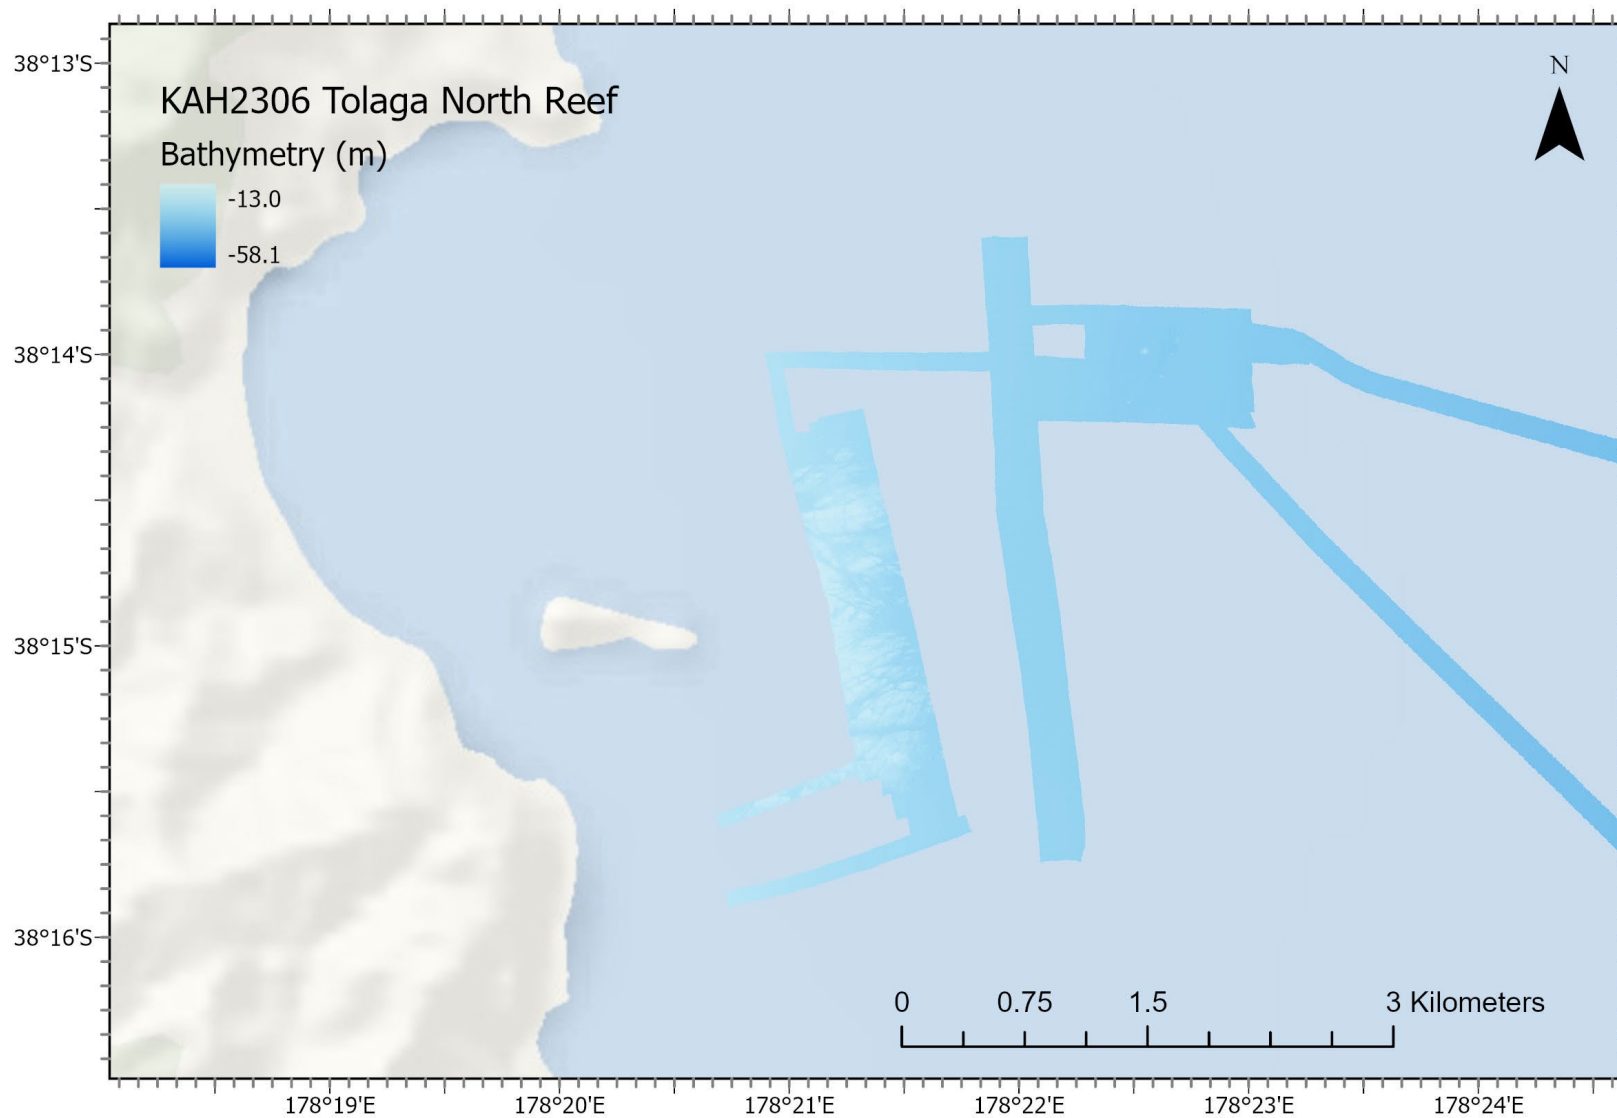 38°13'S
N
KAH2306 Tolaga North Reef
Bathymetry (m)
-13.0
-58.1
38°14'S
38°15'S
38°16'S
0 0.75 1.5 3 Kilometers
178°19'E 178°20'E 178°21'E 178°22'E 178°23'E 178°24'E